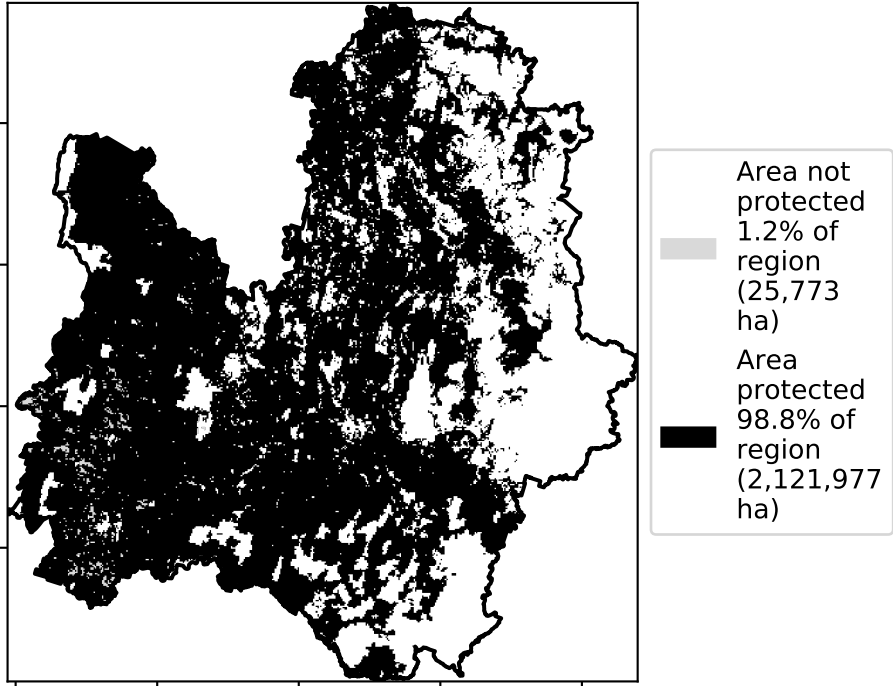 Area not
protected
1.2% of
region
(25,773
ha)
Area
protected
98.8% of
region
(2,121,977
ha)